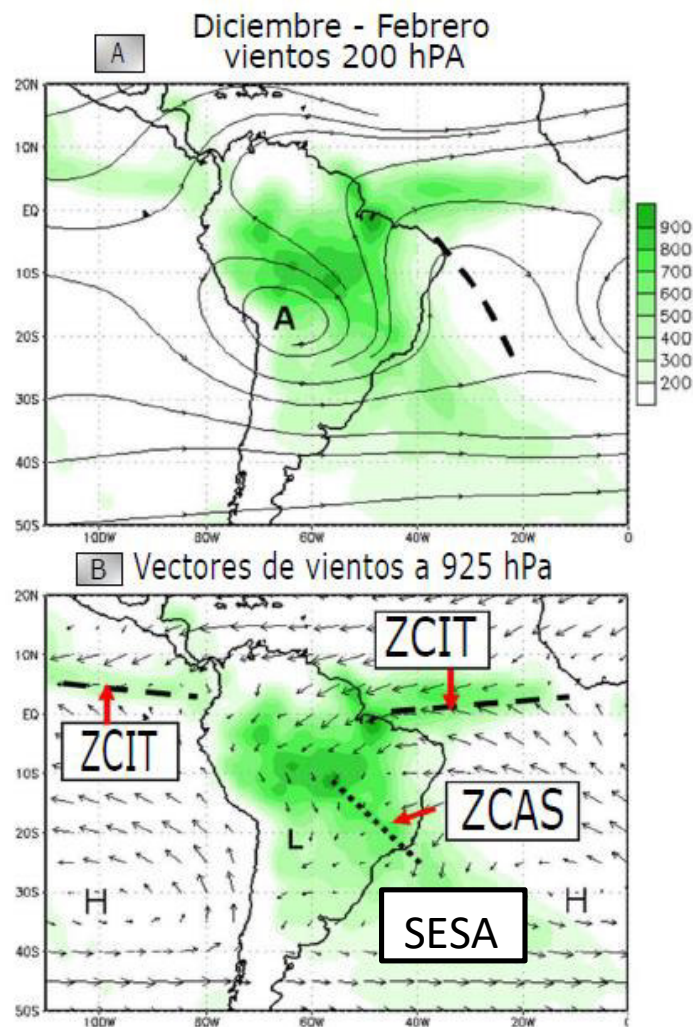 Diciembre - Febrero
A vientos 200 hPA
20N
10N
EQ
10S
20S
30S
40S
50S
A
100W 80W 60W 40W 20W 0
900
800
700
600
500
400
300
200
B Vectores de vientos a 925 hPa
20N
10N
EQ
10S
20S
30S
40S
50S
ZCIT
ZCIT
ZCAS
L
H
H
SESA
100W 80W 60W 40W 20W 0